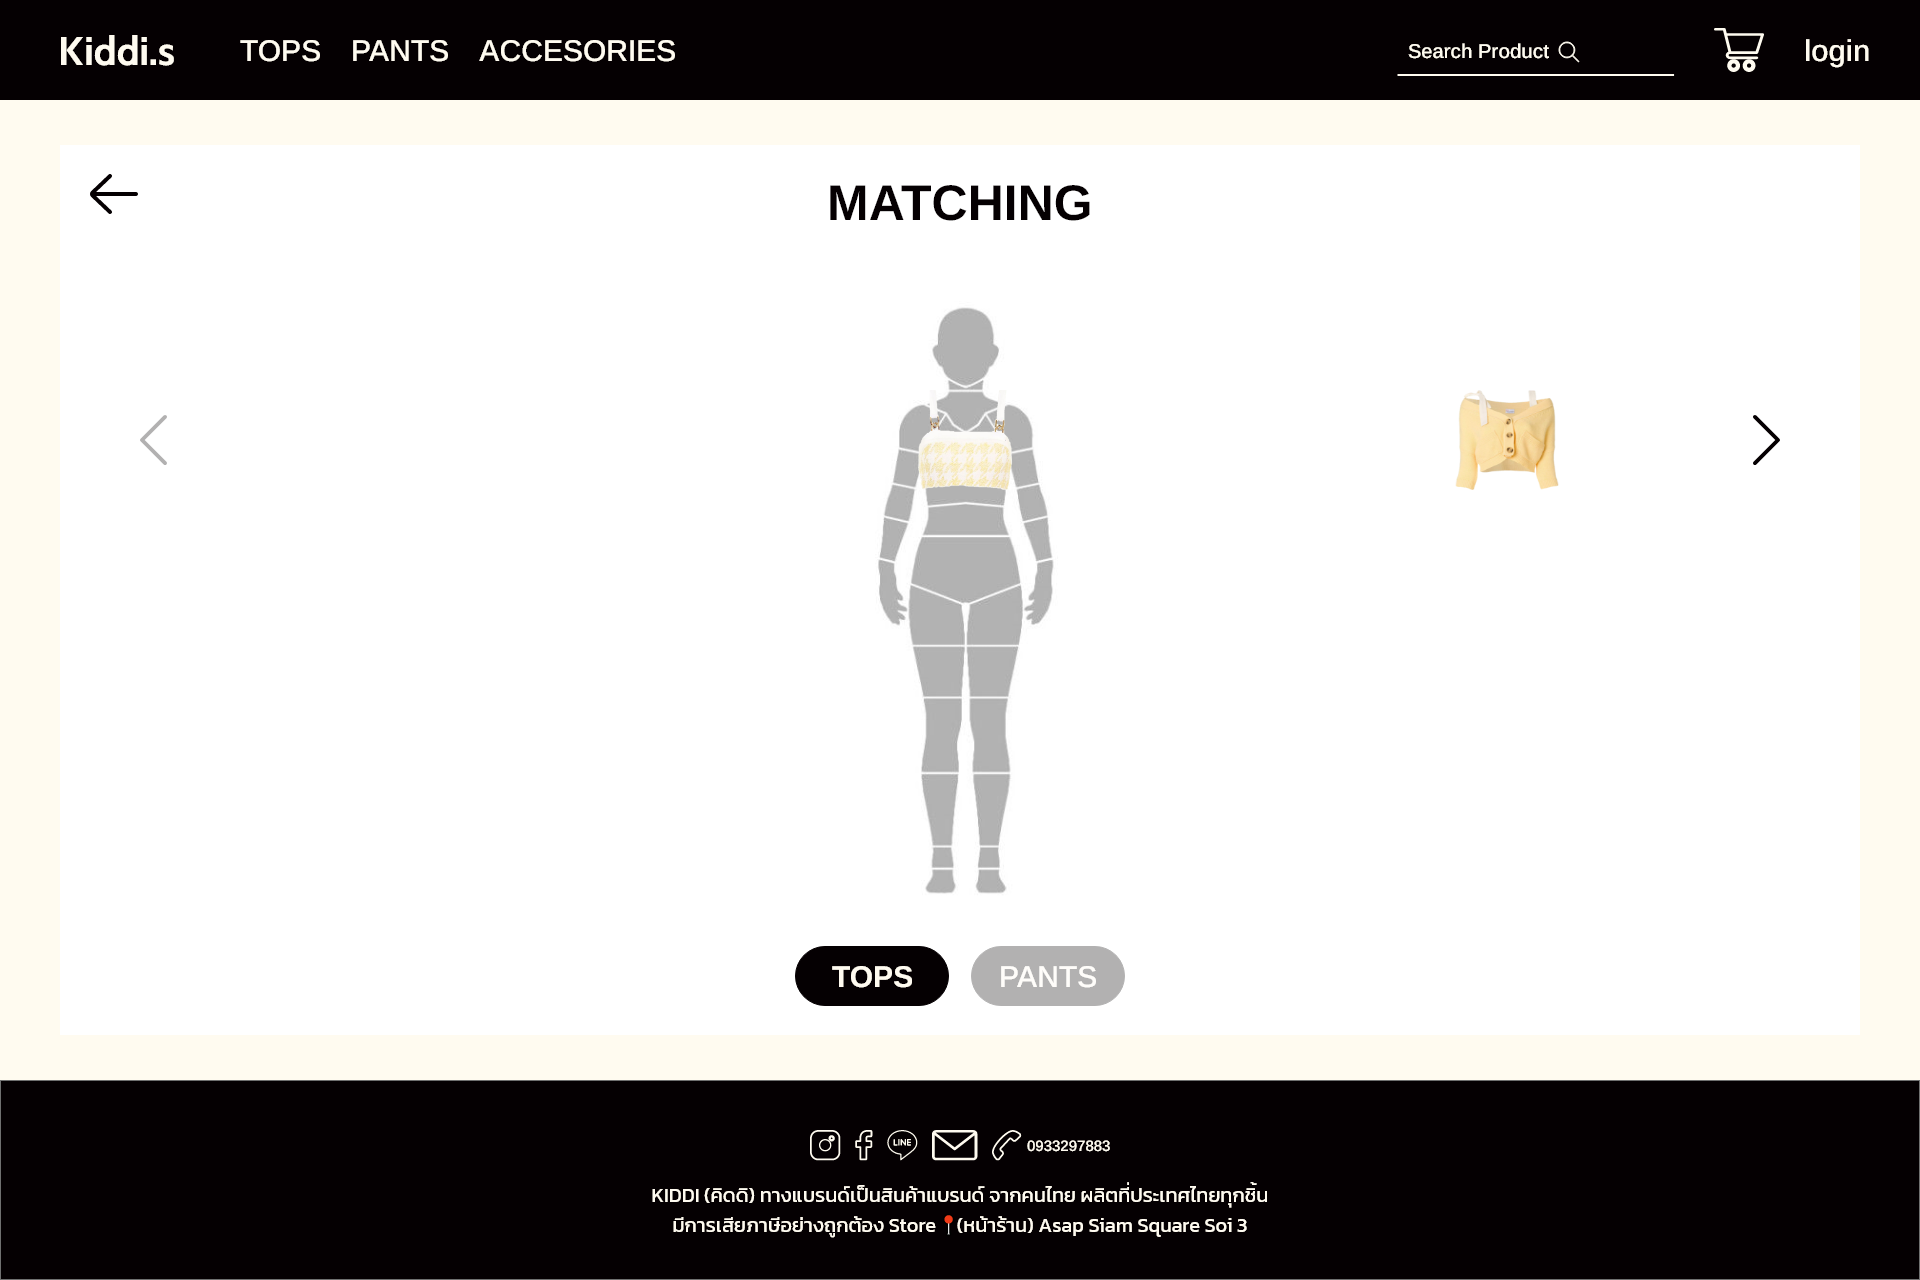 Kiddi.s TOPS PANTS ACCESORIES Search Product login
MATCHING
TOPS PANTS
LINE 0933297883
KIDDI (คิดดิ) ทางแบรนด์เป็นสินค้าแบรนด์ จากคนไทย ผลิตที่ประเทศไทยทุกชิ้น
มีการเสียภาษีอย่างถูกต้อง Store 📍(หน้าร้าน) Asap Siam Square Soi 3